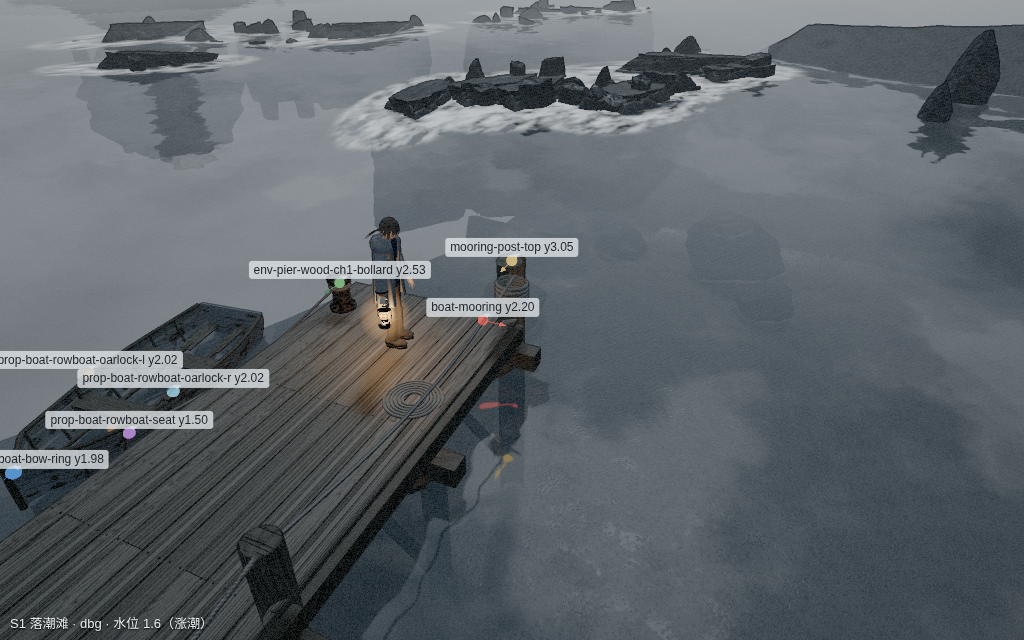 mooring-post-top y3.05
env-pier-wood-ch1-bollard y2.53
boat-mooring y2.20
prop-boat-rowboat-oarlock-l y2.02
prop-boat-rowboat-oarlock-r y2.02
prop-boat-rowboat-seat y1.50
boat-bow-ring y1.98
S1 落潮滩 · dbg · 水位 1.6（涨潮）